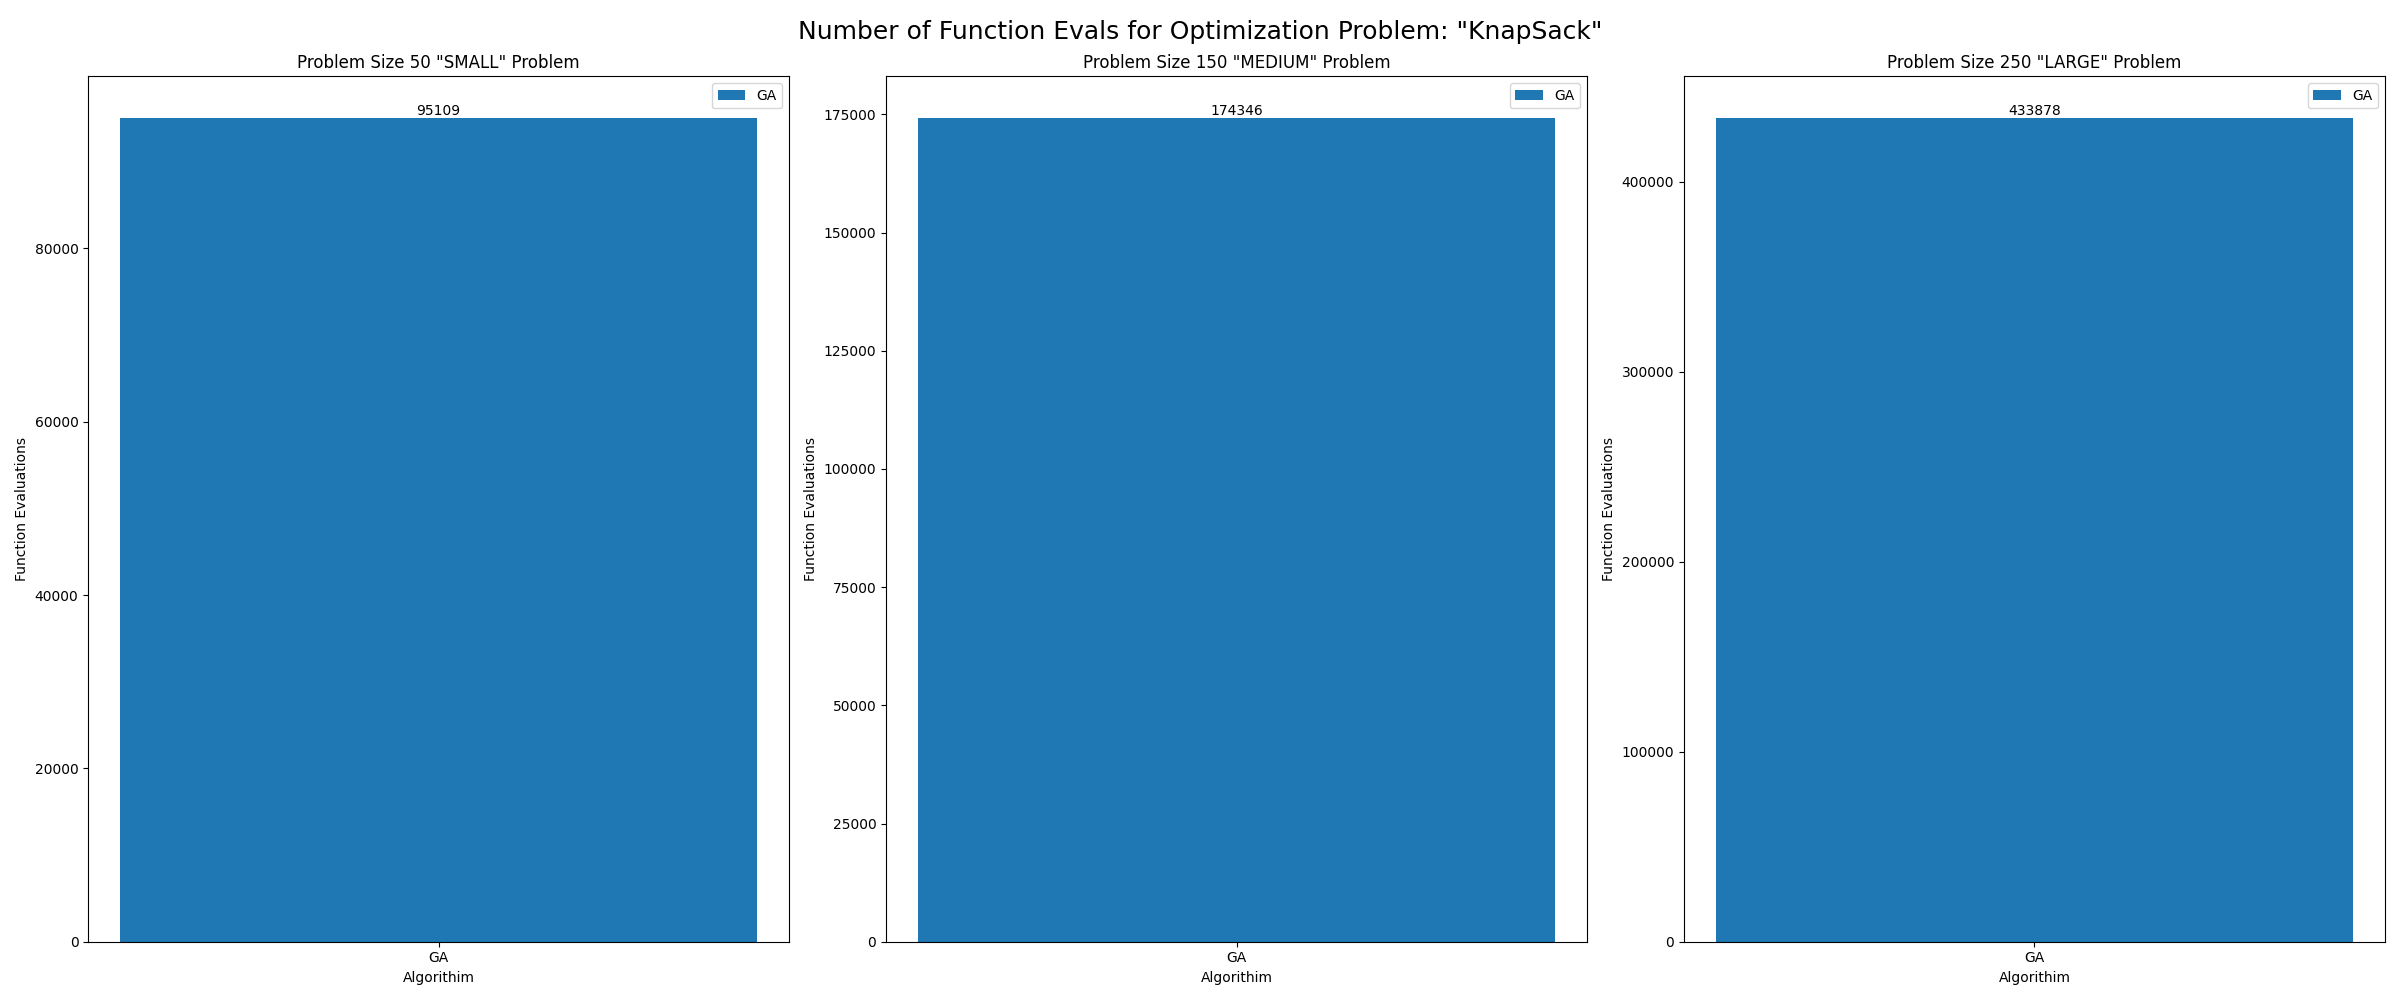 Number of Function Evals for Optimization Problem: "KnapSack"
Problem Size 50 "SMALL" Problem
GA
95109
80000
60000
40000
20000
0
Function Evaluations
GA
Algorithim
Problem Size 150 "MEDIUM" Problem
GA
174346
175000
150000
125000
100000
75000
50000
25000
0
Function Evaluations
GA
Algorithim
Problem Size 250 "LARGE" Problem
GA
433878
400000
300000
200000
100000
0
Function Evaluations
GA
Algorithim